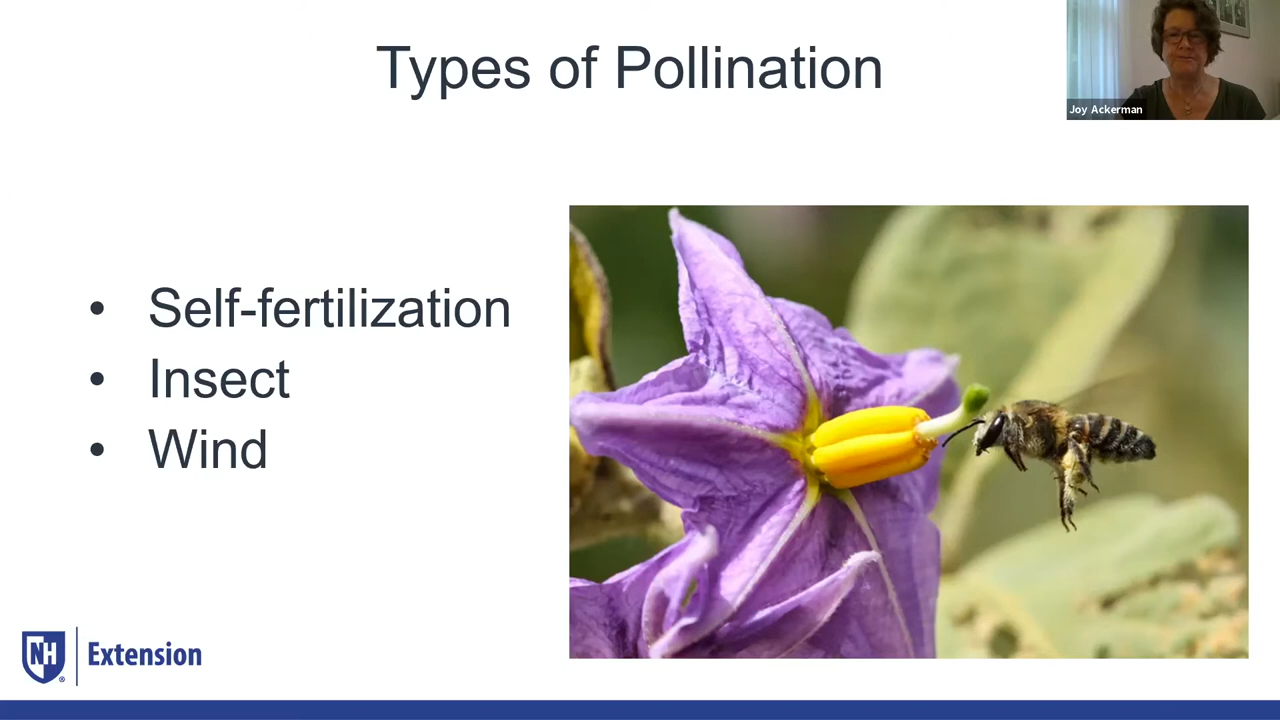 Types of Pollination
Joy Ackerman
• Self-fertilization
• Insect
• Wind
NH
® Extension